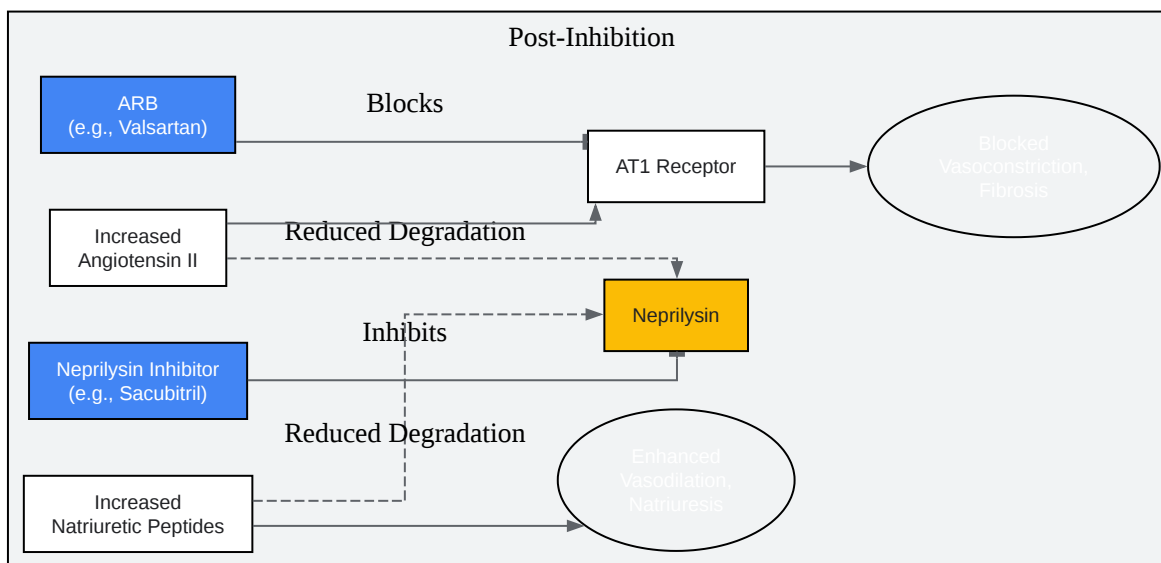 Post-Inhibition
ARB
(e.g., Valsartan)
Blocks
AT1 Receptor
Blocked
Vasoconstriction,
Fibrosis
Increased
Angiotensin II
Reduced Degradation
Neprilysin
Inhibits
Neprilysin Inhibitor
(e.g., Sacubitril)
Reduced Degradation
Enhanced
Vasodilation,
Natriuresis
Increased
Natriuretic Peptides